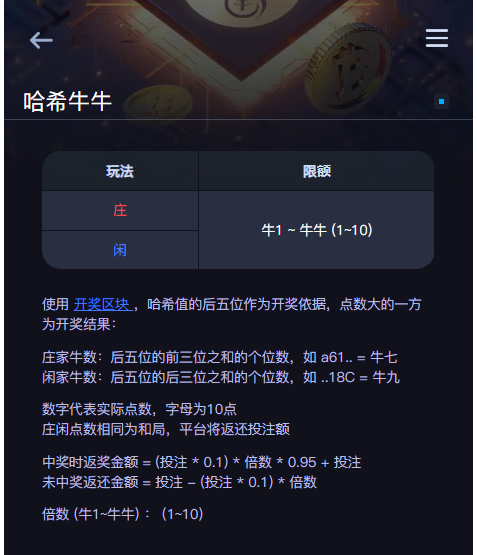 哈希牛牛
玩法 限额
庄
牛1 ~ 牛牛 (1~10)
闲
使用 开奖区块 ，哈希值的后五位作为开奖依据，点数大的一方
为开奖结果：
庄家牛数：后五位的前三位之和的个位数，如 a61.. = 牛七
闲家牛数：后五位的后三位之和的个位数，如 ..18C = 牛九
数字代表实际点数，字母为10点
庄闲点数相同为和局，平台将返还投注额
中奖时返奖金额 = (投注 * 0.1) * 倍数 * 0.95 + 投注
未中奖返还金额 = 投注 − (投注 * 0.1) * 倍数
倍数 (牛1~牛牛) ： (1~10)